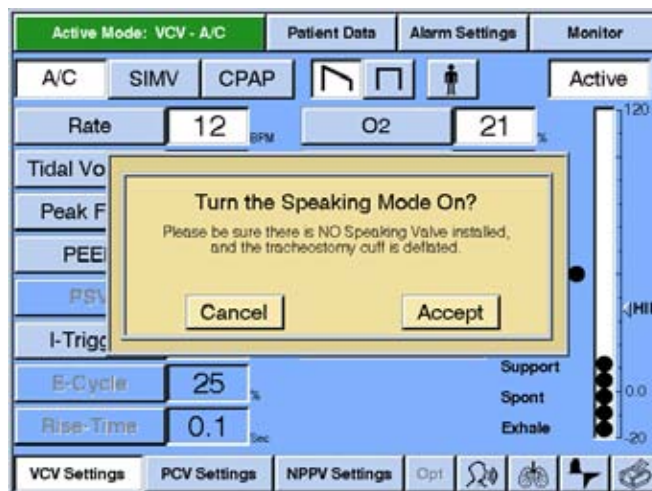 Active Mode: VCV - A/C Patient Data Alarm Settings Monitor
A/C SIMV CPAP Active
Rate 12 BPM O2 21 %
120
Tidal Vo
Peak F
PEE
PSV
I-Trigg
Turn the Speaking Mode On?
Please be sure there is NO Speaking Valve installed,
and the tracheostomy cuff is deflated.
Cancel Accept
HI
Support
E-Cycle 25 %
Spont
0.0
Rise-Time 0.1 Sec
Exhale
-20
VCV Settings PCV Settings NPPV Settings Opt